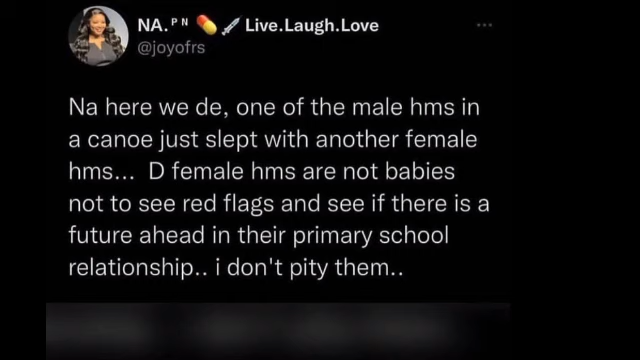 NA.ᴾᴺ 💊💉Live.Laugh.Love
@joyofrs
Na here we de, one of the male hms in
a canoe just slept with another female
hms... D female hms are not babies
not to see red flags and see if there is a
future ahead in their primary school
relationship.. i don't pity them..